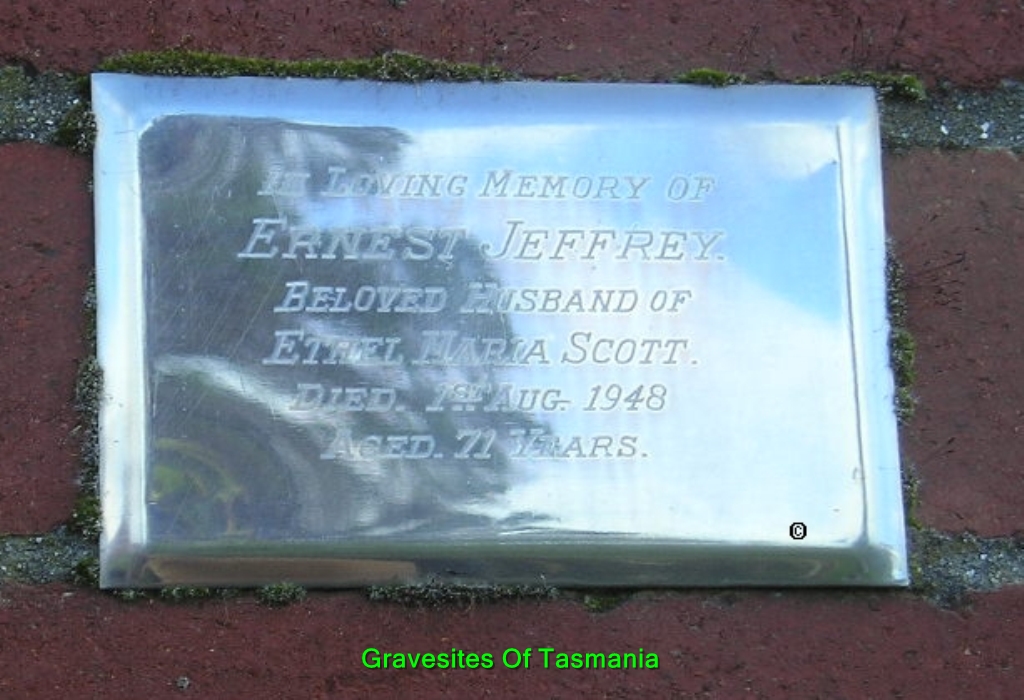 IN LOVING MEMORY OF
ERNEST JEFFREY.
BELOVED HUSBAND OF
ETHEL MARIA SCOTT.
DIED. 1ST AUG. 1948
AGED. 71 YEARS.
©
Gravesites Of Tasmania